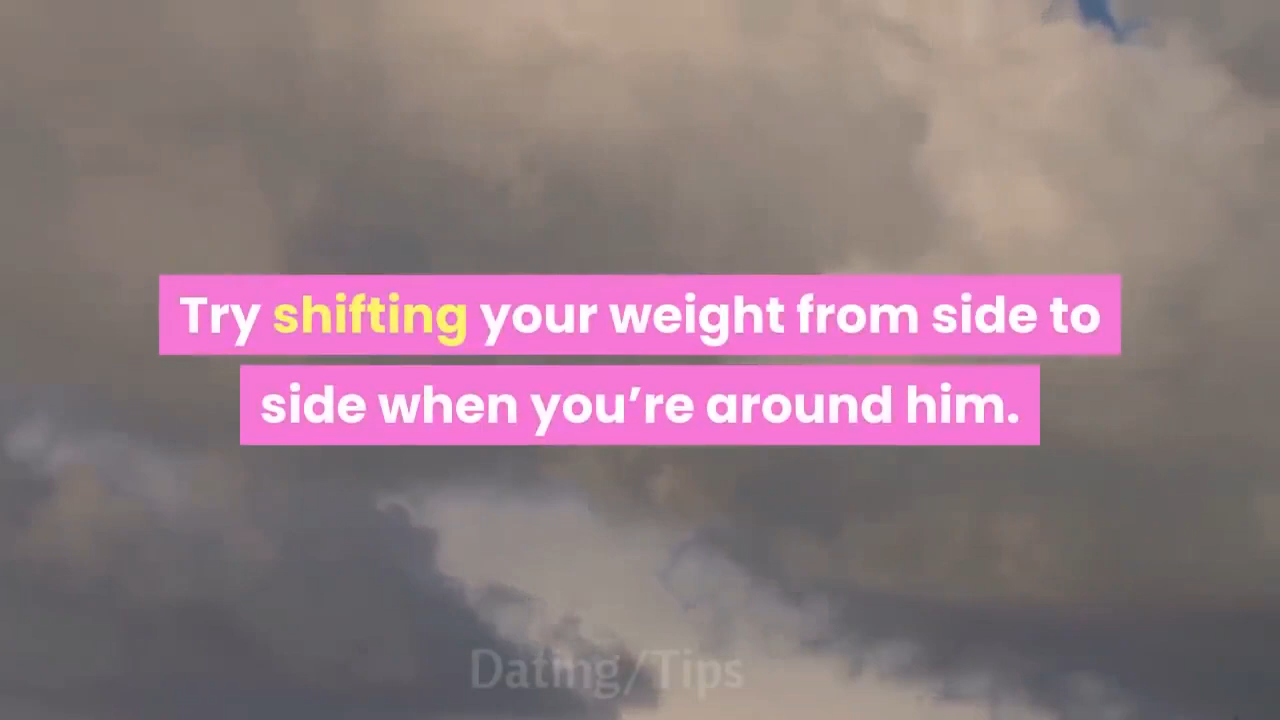 Try shifting your weight from side to
side when you’re around him.
Dating/Tips